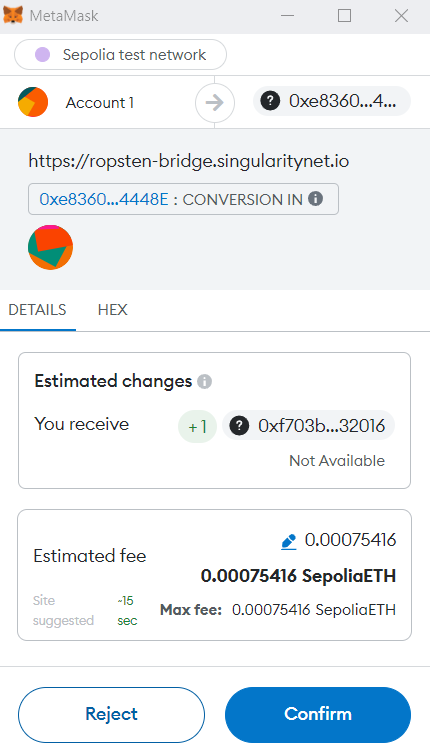 MetaMask
Sepolia test network
Account 1
? 0xe8360...4...
https://ropsten-bridge.singularitynet.io
0xe8360...4448E : CONVERSION IN i
DETAILS HEX
Estimated changes i
You receive +1 ? 0xf703b...32016
Not Available
0.00075416
Estimated fee
0.00075416 SepoliaETH
Site suggested ~15 sec Max fee: 0.00075416 SepoliaETH
Reject Confirm